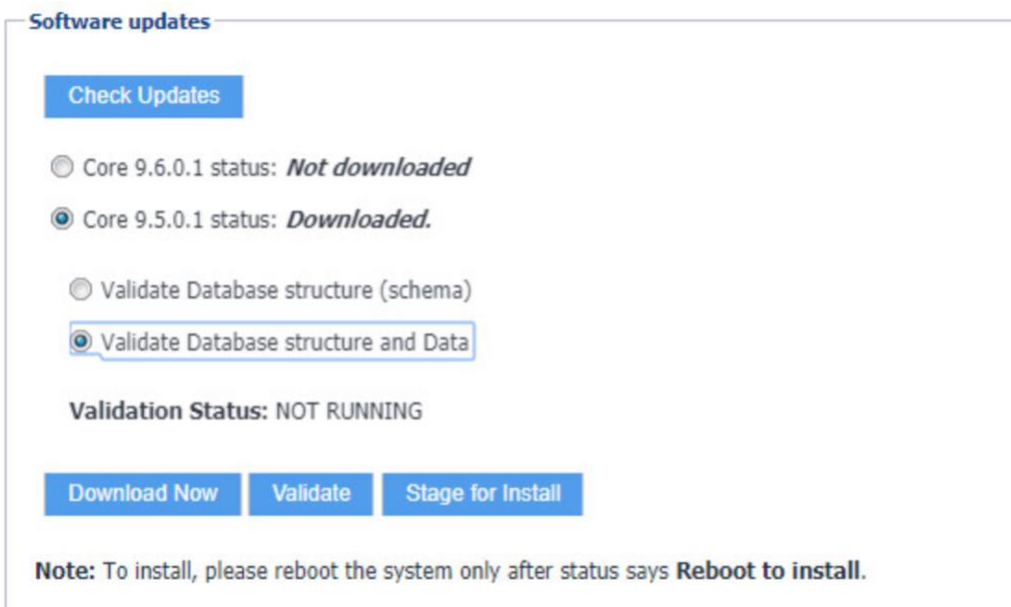 Software updates
Check Updates
Core 9.6.0.1 status: Not downloaded
Core 9.5.0.1 status: Downloaded.
Validate Database structure (schema)
Validate Database structure and Data
Validation Status: NOT RUNNING
Download Now Validate Stage for Install
Note: To install, please reboot the system only after status says Reboot to install.